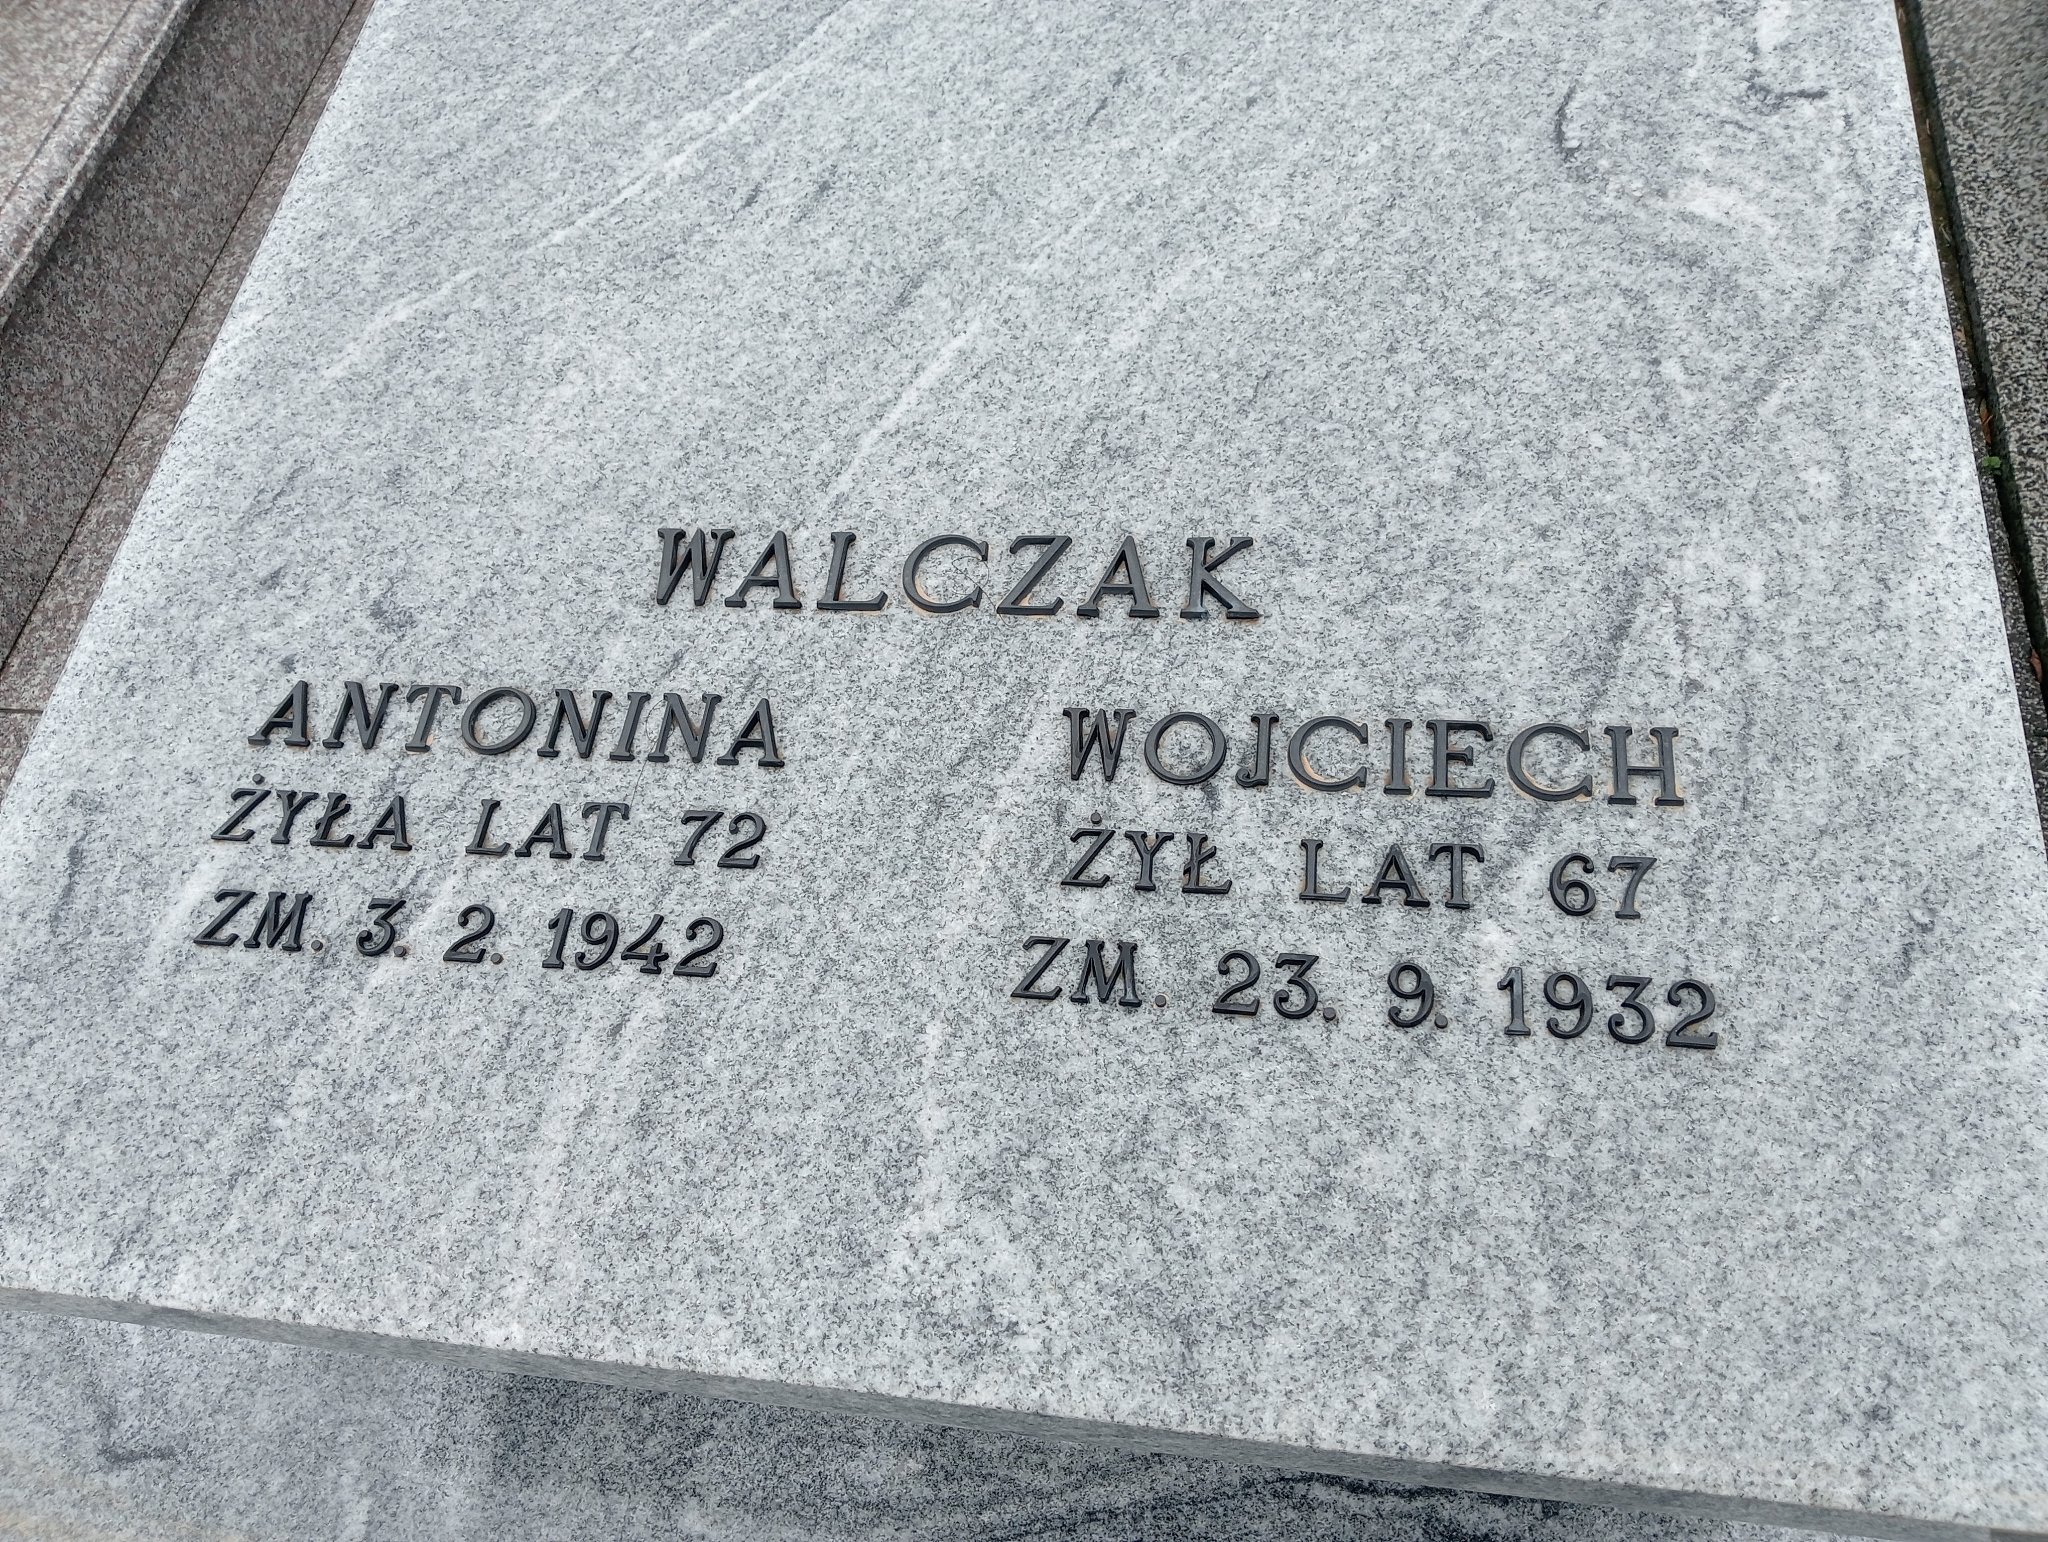 WALCZAK
ANTONINA
ŻYŁA LAT 72
ZM. 3. 2. 1942
WOJCIECH
ŻYŁ LAT 67
ZM. 23. 9. 1932